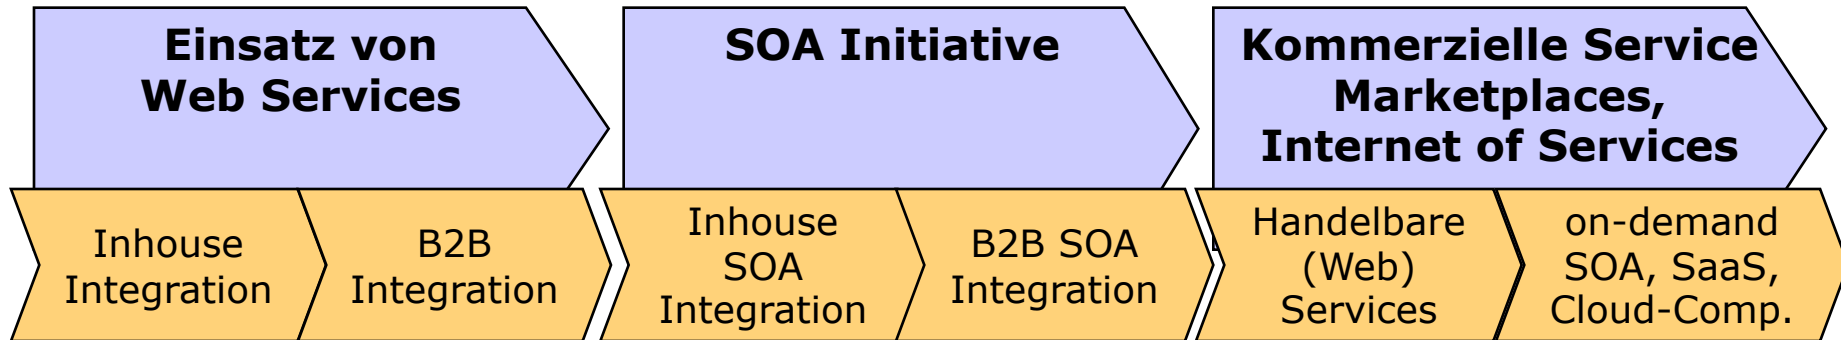 Einsatz von
Web Services
SOA Initiative
Kommerzielle Service
Marketplaces,
Internet of Services
Inhouse
Integration
B2B
Integration
Inhouse
SOA
Integration
B2B SOA
Integration
Handelbare
(Web)
Services
on-demand
SOA, SaaS,
Cloud-Comp.